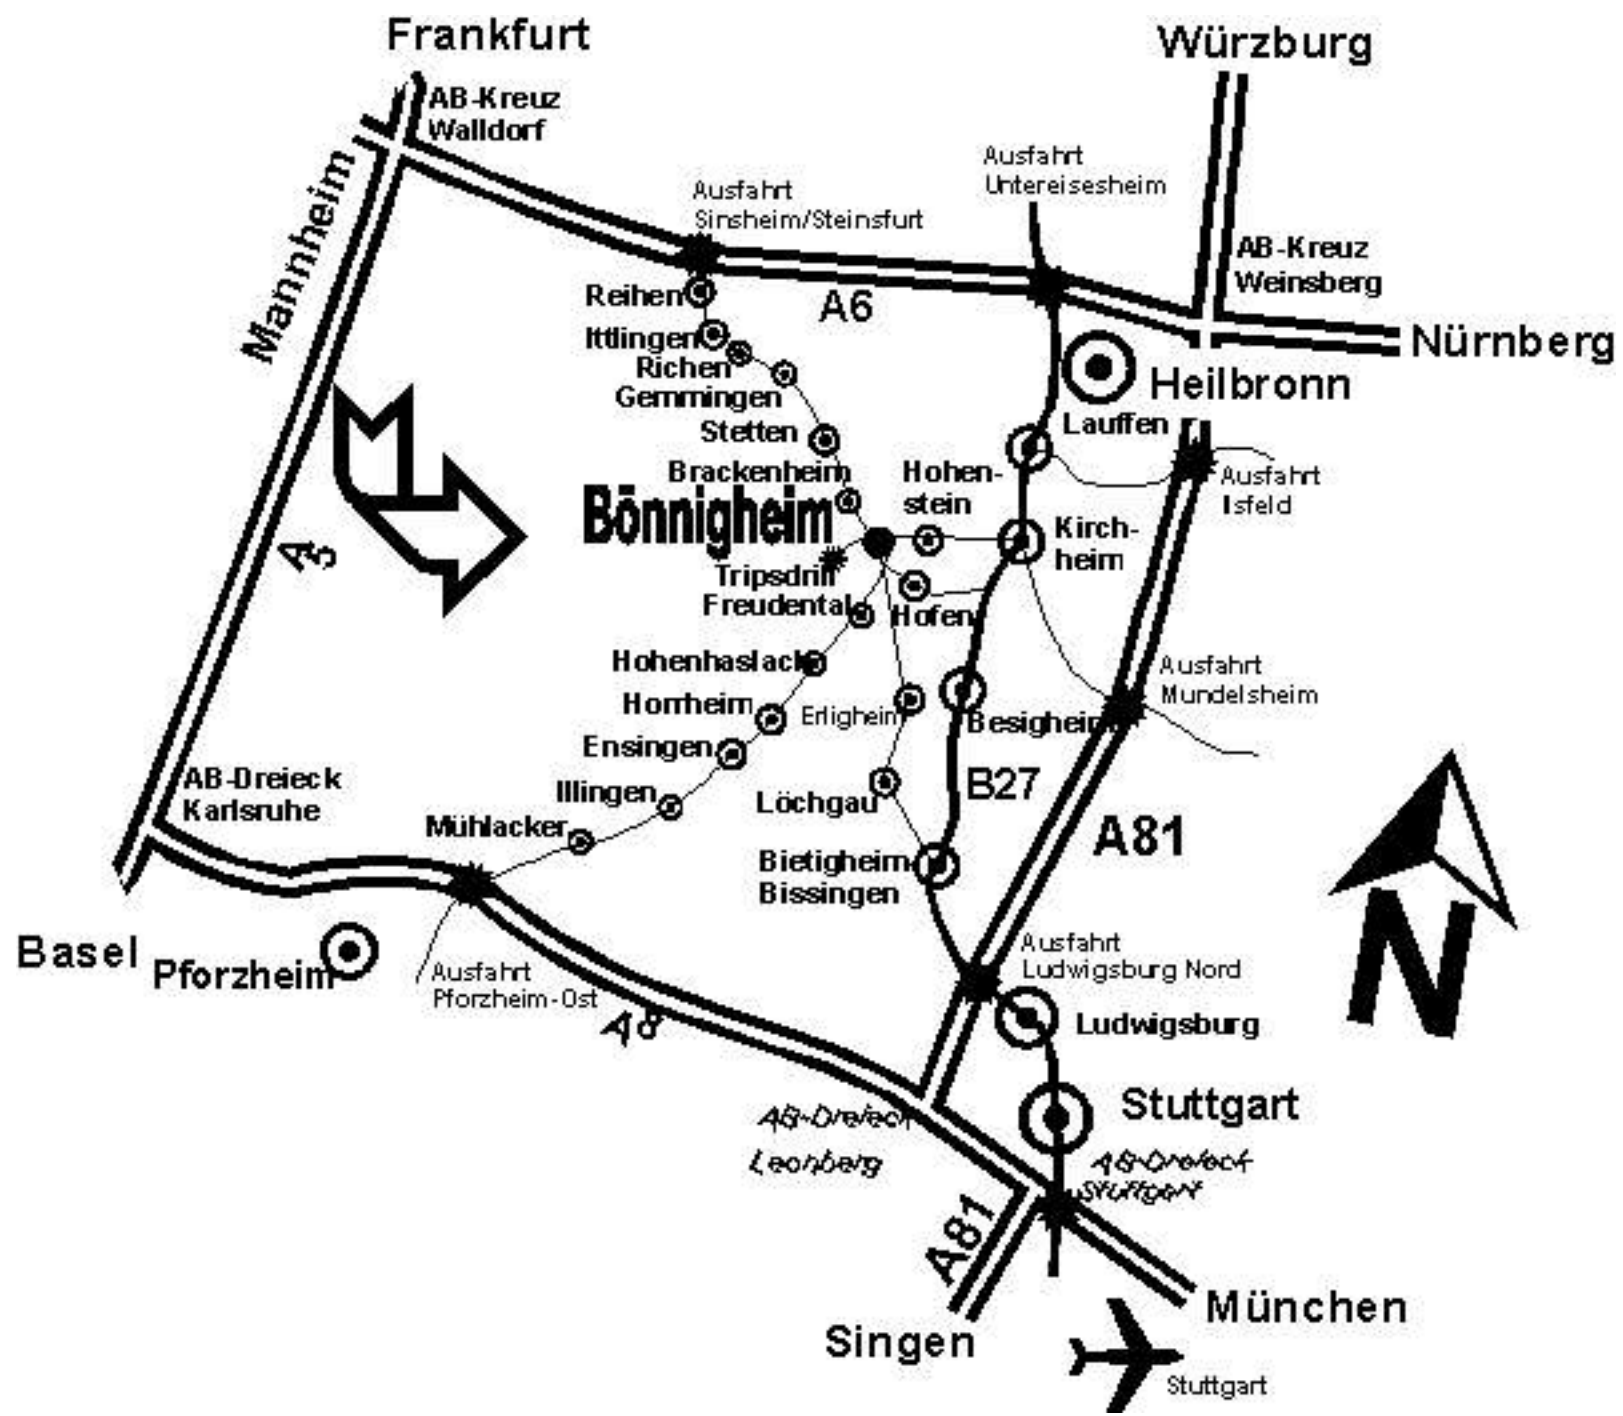 Frankfurt
Würzburg
AB-Kreuz
Walldorf
Mannheim
Ausfahrt
Sinsheim/Steinsfurt
Ausfahrt
Untereisesheim
AB-Kreuz
Weinsberg
Reihen
A6
Nürnberg
Ittlingen
Richen
Gemmingen
Heilbronn
Stetten
Lauffen
Brackenheim
Hohen-
stein
Ausfahrt
Isfeld
Bönnigheim
Kirch-
heim
A5
Tripsdrill
Freudental
Hofen
Hohenhaslach
Ausfahrt
Mundelsheim
Horrheim
Erligheim
Besigheim
Ensingen
AB-Dreieck
Karlsruhe
Illingen
Löchgau
B27
Mühlacker
A81
Bietigheim
Bissingen
N
Basel
Pforzheim
Ausfahrt
Pforzheim-Ost
Ausfahrt
Ludwigsburg Nord
A8
Ludwigsburg
AB-Dreieck
Leonberg
Stuttgart
AB-Dreieck
Stuttgart
A81
Singen
München
Stuttgart